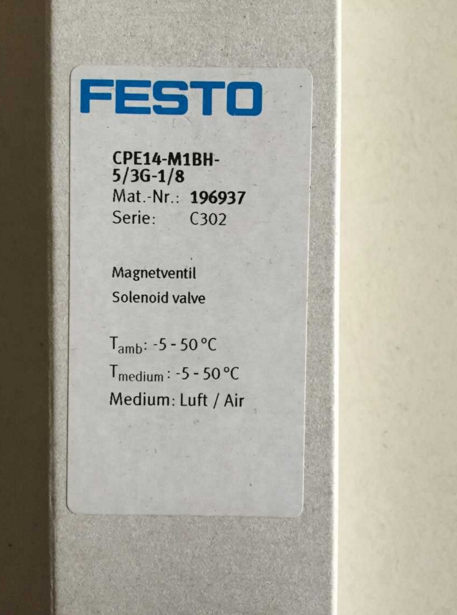 FESTO
CPE14-M1BH-
5/3G-1/8
Mat.-Nr.: 196937
Serie: C302
Magnetventil
Solenoid valve
Tamb: -5 - 50 °C
Tmedium : -5 - 50 °C
Medium: Luft / Air